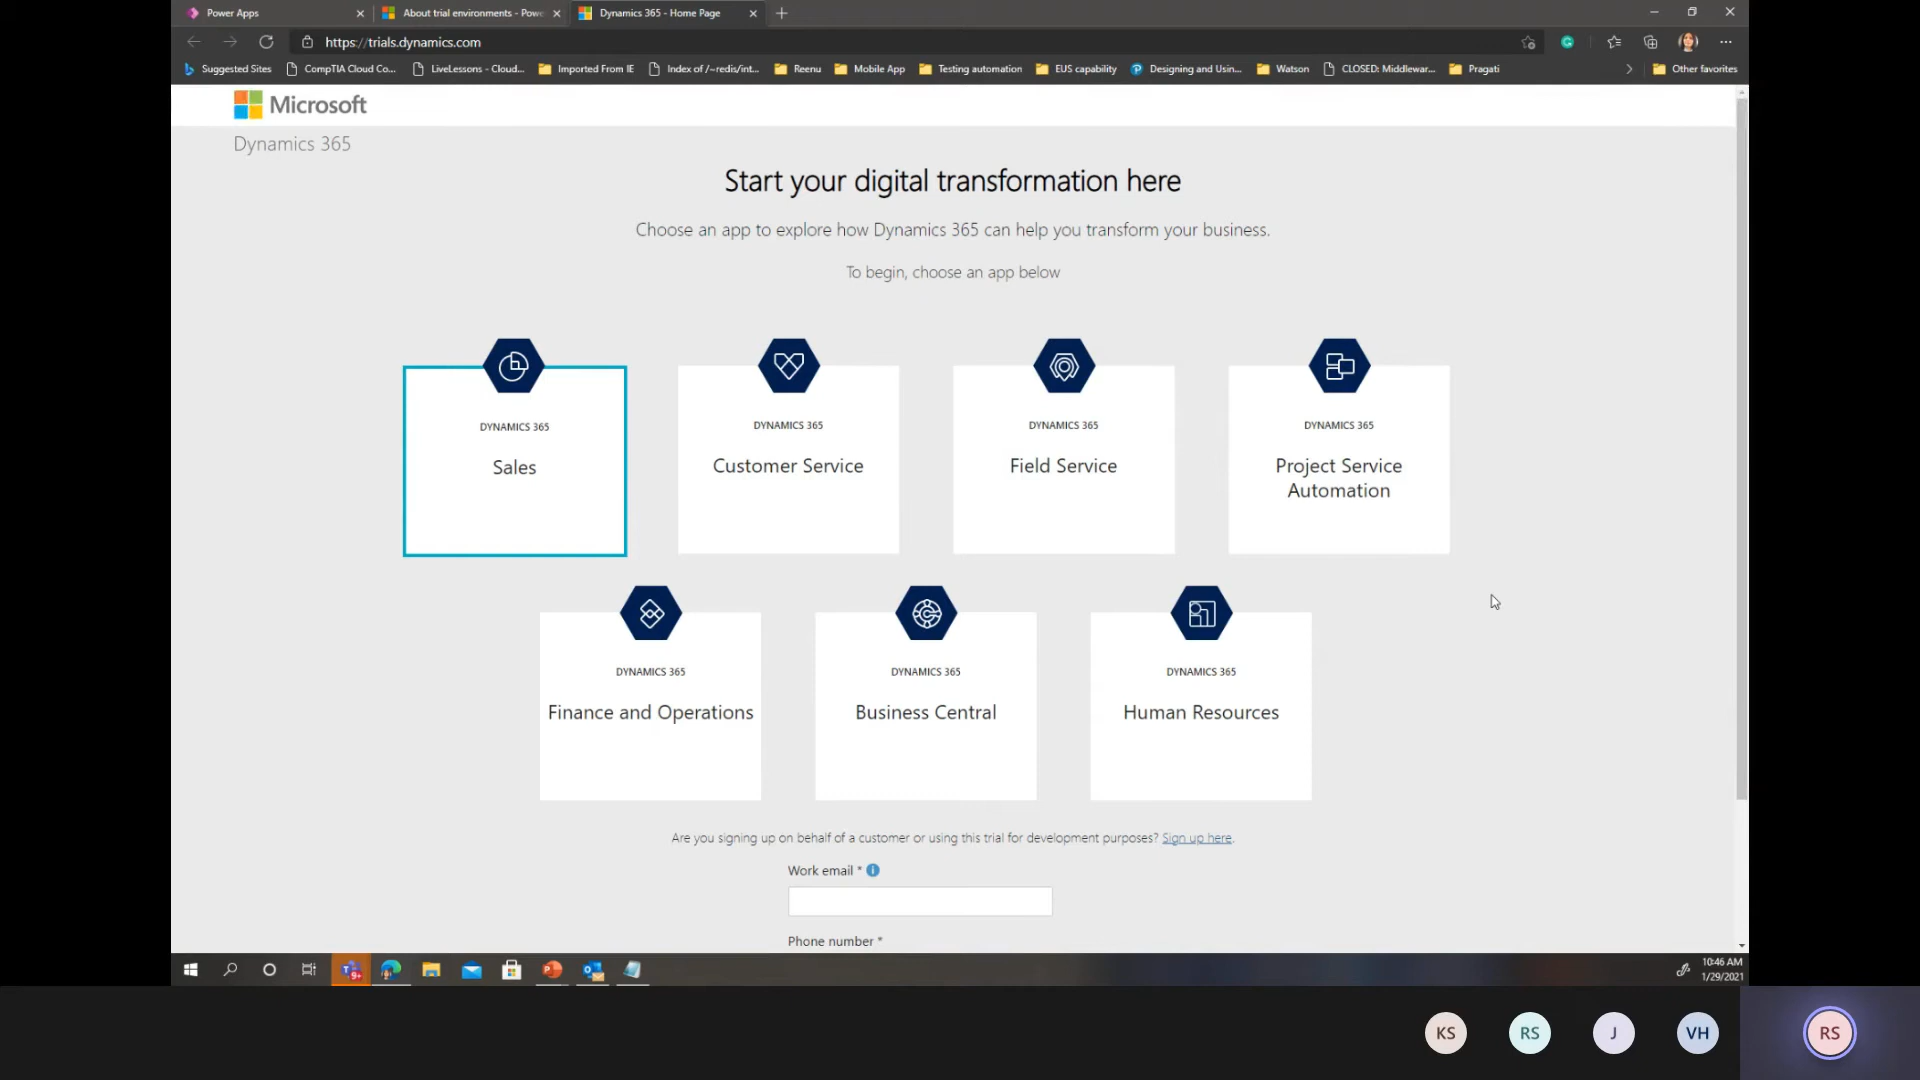 Power Apps
About trial environments - Powe
Dynamics 365 - Home Page
https://trials.dynamics.com
Suggested Sites
CompTIA Cloud Co...
LiveLessons - Cloud...
Imported From IE
Index of /~redis/int...
Reenu
Mobile App
Testing automation
EUS capability
Designing and Usin...
Watson
CLOSED: Middlewar...
Pragati
Other favorites
Microsoft
Dynamics 365
Start your digital transformation here
Choose an app to explore how Dynamics 365 can help you transform your business.
To begin, choose an app below
DYNAMICS 365
Sales
DYNAMICS 365
Customer Service
DYNAMICS 365
Field Service
DYNAMICS 365
Project Service
Automation
DYNAMICS 365
Finance and Operations
DYNAMICS 365
Business Central
DYNAMICS 365
Human Resources
Are you signing up on behalf of a customer or using this trial for development purposes? Sign up here.
Work email *
Phone number *
10:46 AM
1/29/2021
KS
RS
J
VH
RS